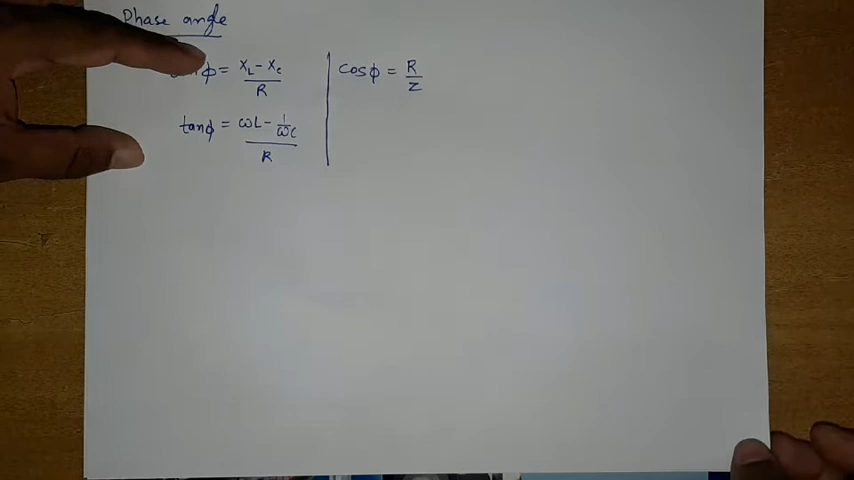 Phase angle
ϕ = X_L - X_C / R
tanϕ = ωL - 1/ωC / R
cosϕ = R / Z